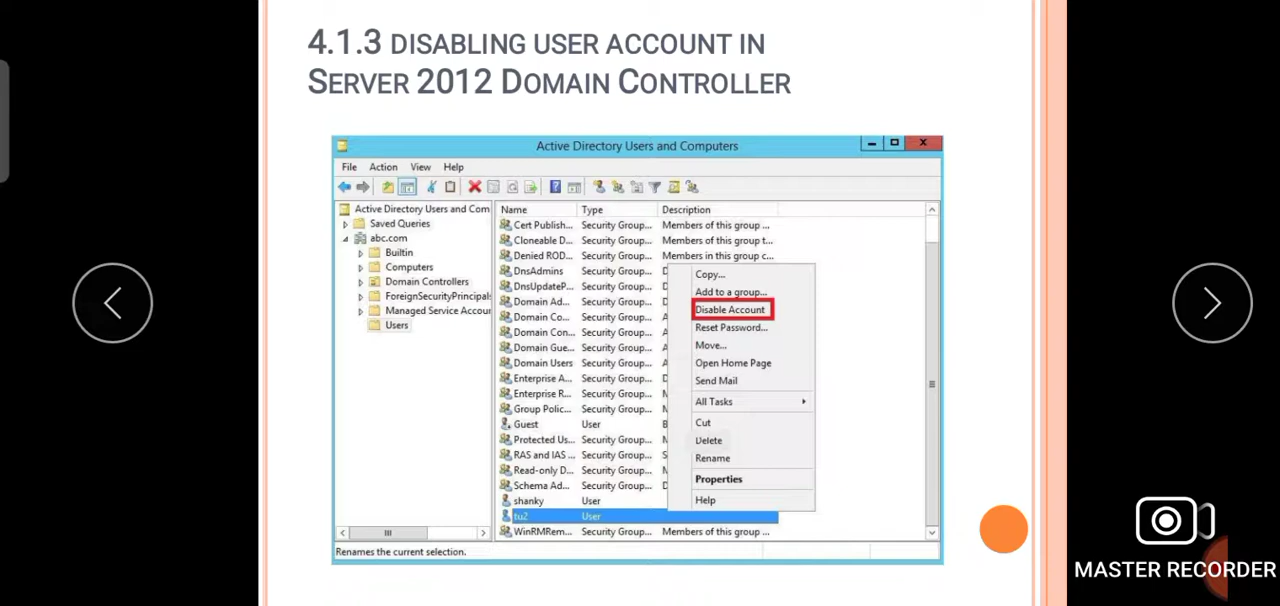 4.1.3 DISABLING USER ACCOUNT IN
SERVER 2012 DOMAIN CONTROLLER
Active Directory Users and Computers
File Action View Help
Active Directory Users and Com
Saved Queries
abc.com
Builtin
Computers
Domain Controllers
ForeignSecurityPrincipals
Managed Service Accour
Users
Name Type Description
Cert Publish... Security Group... Members of this group ...
Cloneable D... Security Group... Members of this group t...
Denied ROD... Security Group... Members in this group c...
DnsAdmins Security Group...
DnsUpdateP... Security Group...
Domain Ad... Security Group...
Domain Co... Security Group...
Domain Con... Security Group...
Domain Gue... Security Group...
Domain Users Security Group...
Enterprise A... Security Group...
Enterprise R... Security Group...
Group Polic... Security Group...
Guest User
Protected Us... Security Group...
RAS and IAS ... Security Group...
Read-only D... Security Group...
Schema Ad... Security Group...
shanky User
tu2 User
WinRMRem... Security Group... Members of this group ...
Copy...
Add to a group...
Disable Account
Reset Password...
Move...
Open Home Page
Send Mail
All Tasks
Cut
Delete
Rename
Properties
Help
Renames the current selection.
MASTER RECORDER